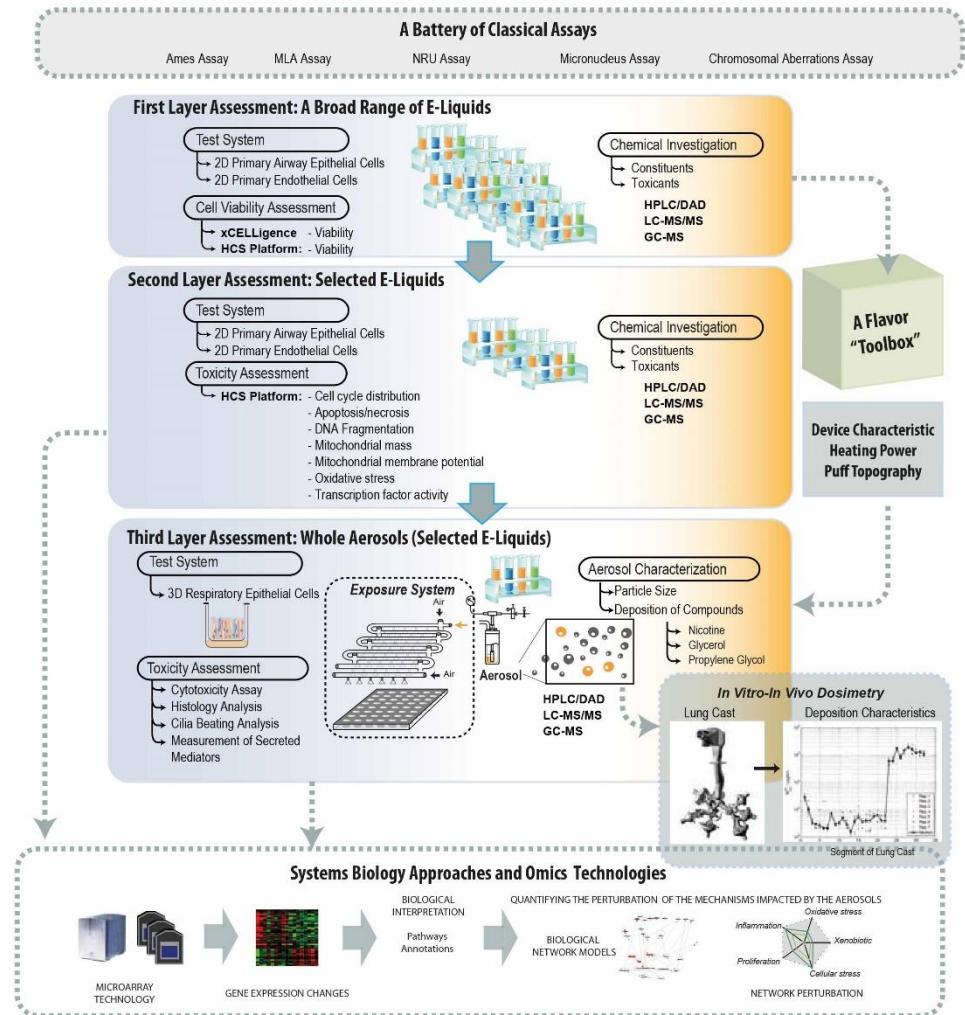 A Battery of Classical Assays
Ames Assay MLA Assay NRU Assay Micronucleus Assay Chromosomal Aberrations Assay
First Layer Assessment: A Broad Range of E-Liquids
Test System
2D Primary Airway Epithelial Cells
2D Primary Endothelial Cells
Cell Viability Assessment
xCELLigence - Viability
HCS Platform: - Viability
Chemical Investigation
Constituents
Toxicants
HPLC/DAD
LC-MS/MS
GC-MS
Second Layer Assessment: Selected E-Liquids
Test System
2D Primary Airway Epithelial Cells
2D Primary Endothelial Cells
Toxicity Assessment
HCS Platform: - Cell cycle distribution
- Apoptosis/necrosis
- DNA Fragmentation
- Mitochondrial mass
- Mitochondrial membrane potential
- Oxidative stress
- Transcription factor activity
Chemical Investigation
Constituents
Toxicants
HPLC/DAD
LC-MS/MS
GC-MS
A Flavor
"Toolbox"
Device Characteristic
Heating Power
Puff Topography
Third Layer Assessment: Whole Aerosols (Selected E-Liquids)
Test System
3D Respiratory Epithelial Cells
Toxicity Assessment
Cytotoxicity Assay
Histology Analysis
Cilia Beating Analysis
Measurement of Secreted
Mediators
Exposure System
Air
Air
Aerosol
Aerosol Characterization
Particle Size
Deposition of Compounds
Nicotine
Glycerol
Propylene Glycol
HPLC/DAD
LC-MS/MS
GC-MS
In Vitro-In Vivo Dosimetry
Lung Cast
Deposition Characteristics
Segment of Lung Cast
Systems Biology Approaches and Omics Technologies
MICROARRAY
TECHNOLOGY
GENE EXPRESSION CHANGES
BIOLOGICAL
INTERPRETATION
Pathways
Annotations
QUANTIFYING THE PERTURBATION OF THE MECHANISMS IMPACTED BY THE AEROSOLS
BIOLOGICAL
NETWORK MODELS
Oxidative stress
Inflammation
Xenobiotic
Proliferation
Cellular stress
NETWORK PERTURBATION